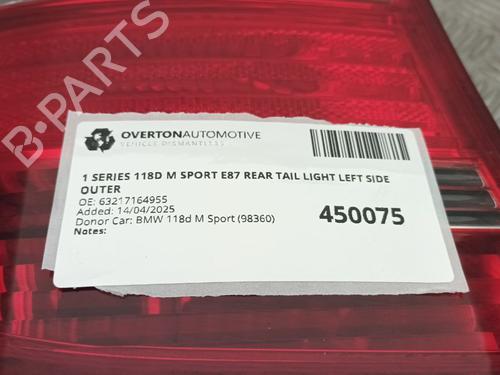 B-PARTS
OVERTONAUTOMOTIVE
VEHICLE DISMANTLERS
1 SERIES 118D M SPORT E87 REAR TAIL LIGHT LEFT SIDE
OUTER
OE: 63217164955
Added: 14/04/2025
Donor Car: BMW 118d M Sport (98360)
Notes:
450075